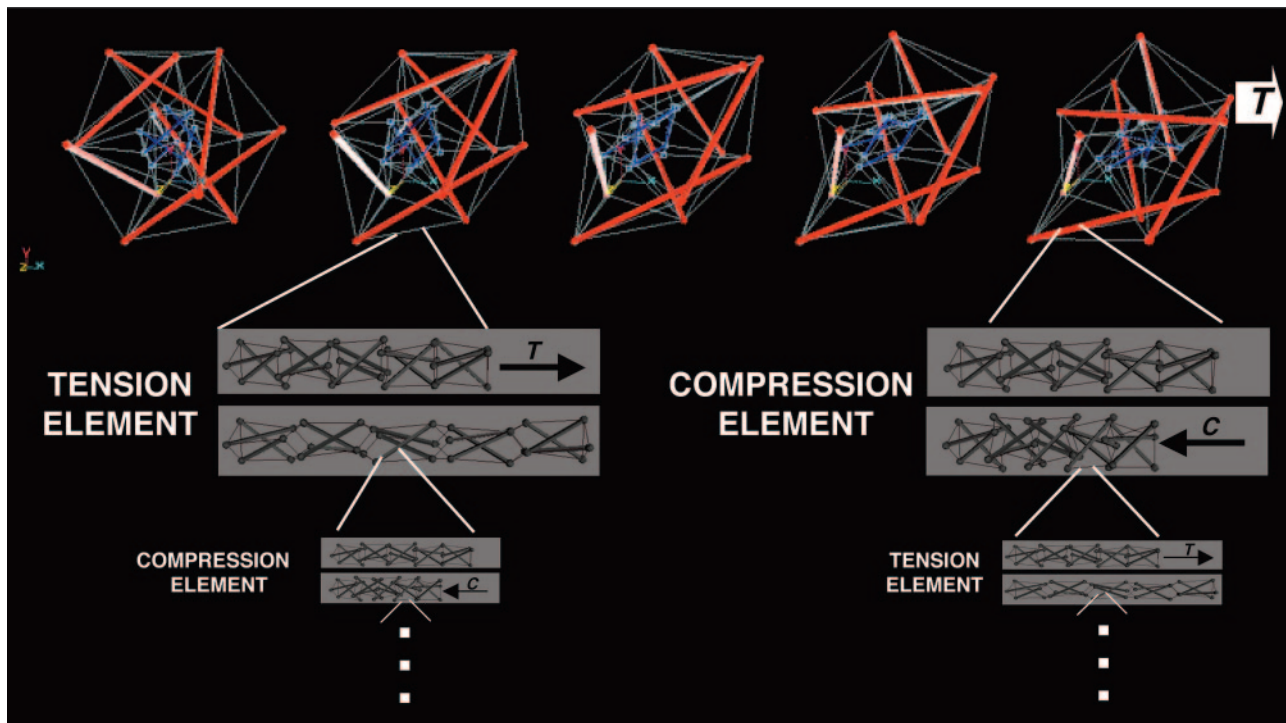 T
Y
Z X
TENSION
ELEMENT
T
COMPRESSION
ELEMENT
C
COMPRESSION
ELEMENT
C
TENSION
ELEMENT
T